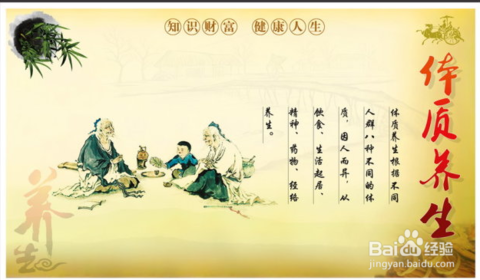 知识财富 健康人生
体质养生
体质养生根据不同
人群八种不同的体
质，因人而异，从
饮食、生活起居、
精神、药物、经络
养生。
养生
Baidu经验
jingyan.baidu.com